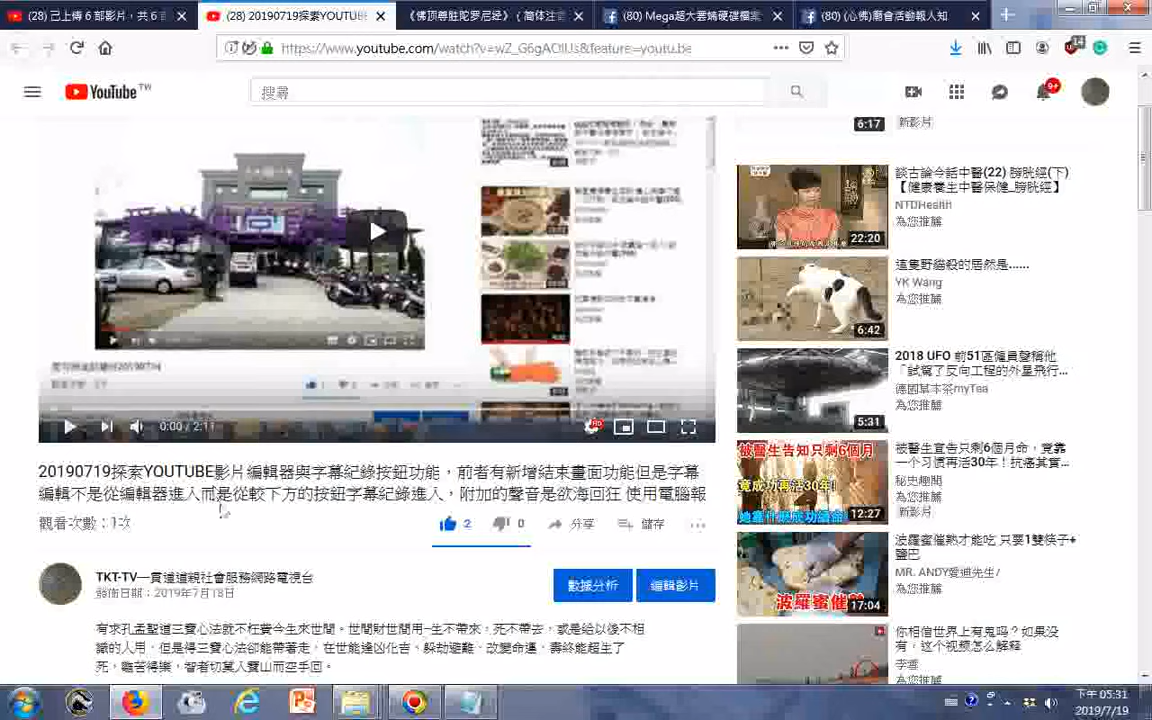 (28) 已上傳 6 部影片，共 6 部
(28) 20190719探索YOUTUBE
《佛顶尊胜陀罗尼经》（简体注音
(80) Mega超大雲端硬碟檔案
(80) (心佛)廟會活動報人知
https://www.youtube.com/watch?v=wZ_G6gAOlUs&feature=youtu.be
14
YouTube TW
搜尋
9+
6:17
新影片
談古論今話中醫(22) 膀胱經(下)
【健康養生中醫保健_膀胱經】
NTDHealth
為您推薦
22:20
這隻野貓殺的居然是......
YK Wang
為您推薦
6:42
2018 UFO 前51區僱員聲稱他
「試駕了反向工程的外星飛行...
德國草本茶myTea
為您推薦
5:31
0:00 / 2:11
HD
20190719探索YOUTUBE影片編輯器與字幕紀錄按鈕功能，前者有新增結束畫面功能但是字幕
編輯不是從編輯器進入而是從較下方的按鈕字幕紀錄進入，附加的聲音是欲海回狂 使用電腦報
觀看次數：1次
2
0
分享
儲存
被醫生告知只剩6個月
竟成功再活30年!
12:27
被醫生宣告只剩6個月命，竟靠
一个习惯再活30年！抗癌其實...
秘史趣聞
新影片
波羅蜜催
17:04
波羅蜜催熟才能吃 只要1雙筷子+
鹽巴
MR. ANDY愛迪先生/
為您推薦
TKT-TV一貫道道親社會服務網路電視台
發佈日期：2019年7月18日
數據分析
編輯影片
有求孔孟聖道三寶心法就不枉費今生來世間。世間財世間用一生不帶來，死不帶去，或是給以後不相
識的人用，但是得三寶心法卻能帶著走，在世能逢凶化吉、躲劫避難、改變命運，壽終能超生了
死，離苦得樂，智者切莫入寶山而空手回。
你相信世上有鬼吗？如果没
有，这个视频怎么解释
李雲
為您推薦
下午 05:31
2019/7/19